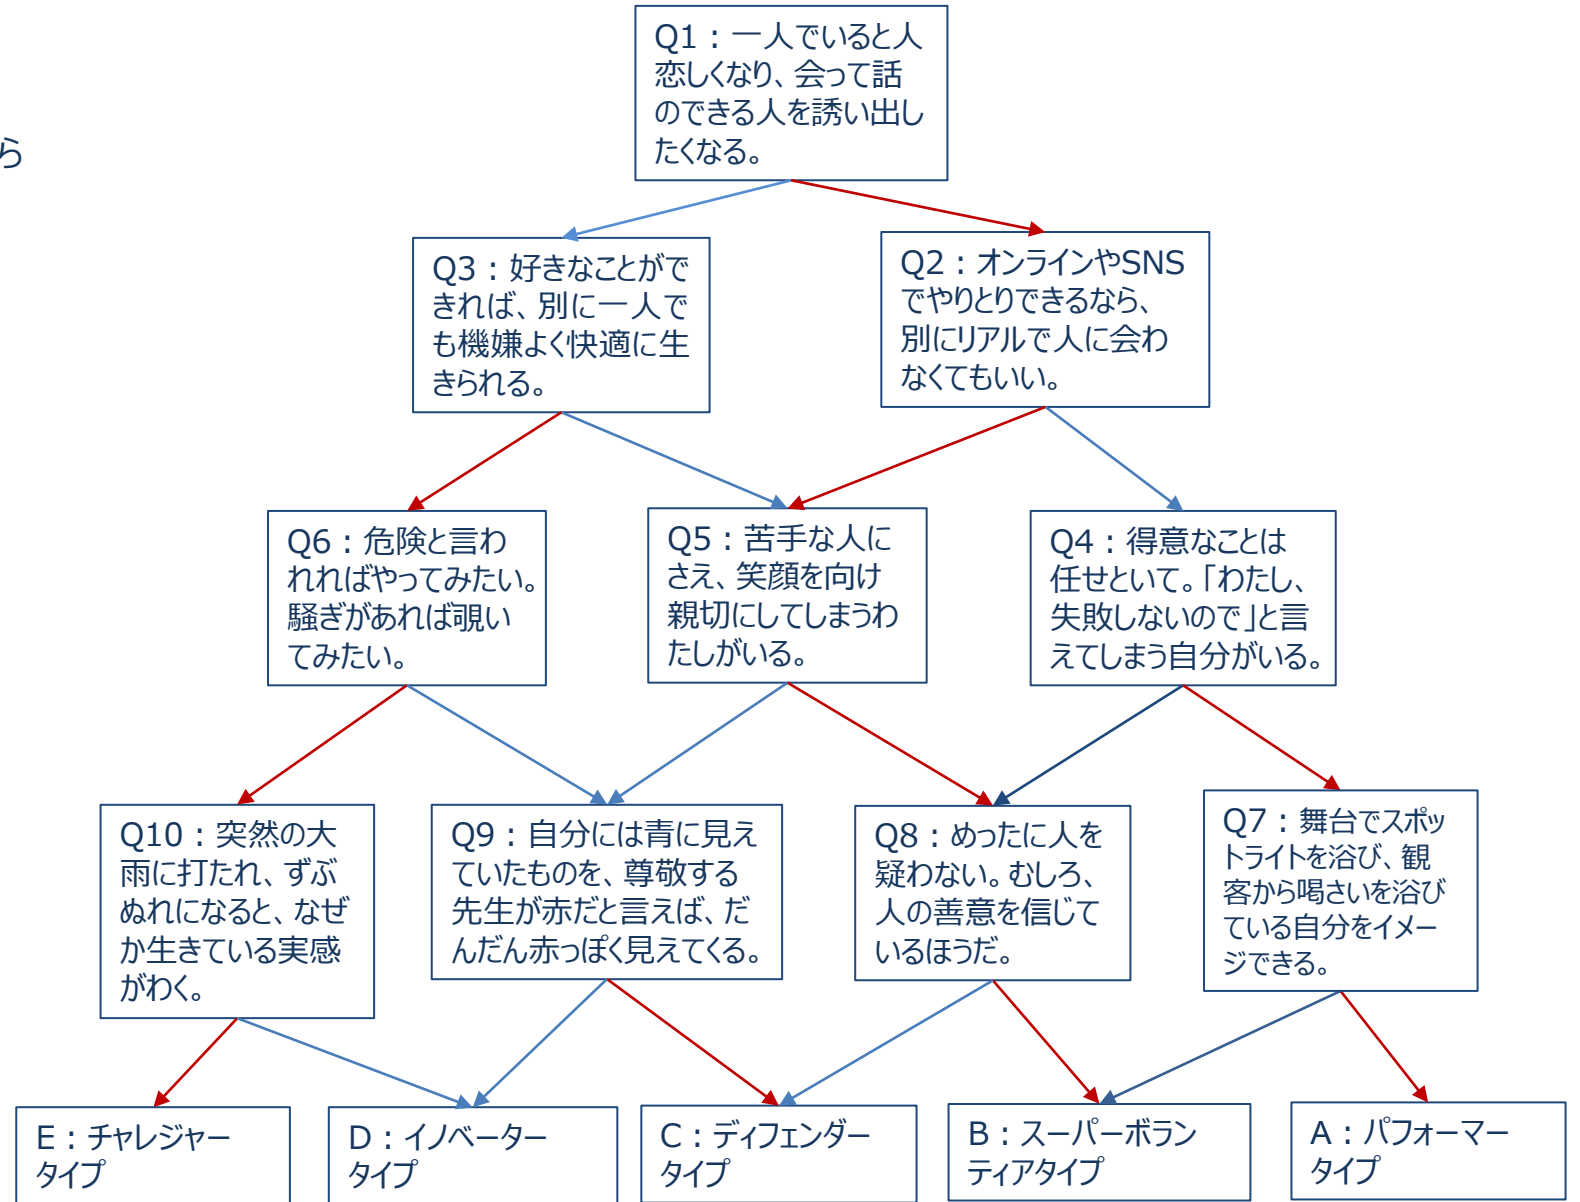 Q1：一人でいると人
恋しくなり、会って話
のできる人を誘い出し
たくなる。
ら
Q3：好きなことがで
きれば、別に一人で
も機嫌よく快適に生
きられる。
Q2：オンラインやSNS
でやりとりできるなら、
別にリアルで人に会わ
なくてもいい。
Q6：危険と言わ
れればやってみたい。
騒ぎがあれば覗い
てみたい。
Q5：苦手な人に
さえ、笑顔を向け
親切にしてしまうわ
たしがいる。
Q4：得意なことは
任せといて。「わたし、
失敗しないので」と言
えてしまう自分がいる。
Q10：突然の大
雨に打たれ、ずぶ
ぬれになると、なぜ
か生きている実感
がわく。
Q9：自分には青に見え
ていたものを、尊敬する
先生が赤だと言えば、だ
んだん赤っぽく見えてくる。
Q8：めったに人を
疑わない。むしろ、
人の善意を信じて
いるほうだ。
Q7：舞台でスポッ
トライトを浴び、観
客から喝さいを浴び
ている自分をイメー
ジできる。
E：チャレジャー
タイプ
D：イノベーター
タイプ
C：ディフェンダー
タイプ
B：スーパーボラン
ティアタイプ
A：パフォーマー
タイプ